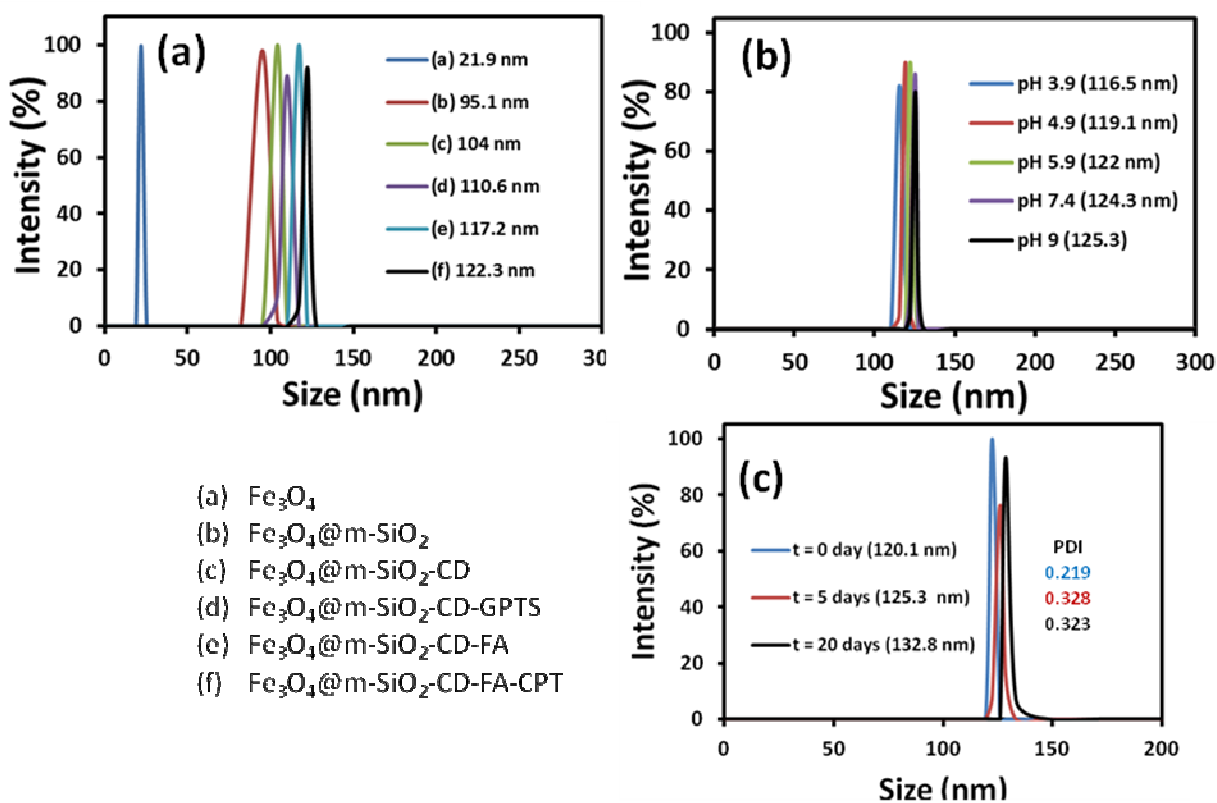 (a)
Intensity (%)
100
80
60
40
20
0
(a) 21.9 nm
(b) 95.1 nm
(c) 104 nm
(d) 110.6 nm
(e) 117.2 nm
(f) 122.3 nm
0 50 100 150 200 250 30
Size (nm)
(b)
Intensity (%)
100
80
60
40
20
0
pH 3.9 (116.5 nm)
pH 4.9 (119.1 nm)
pH 5.9 (122 nm)
pH 7.4 (124.3 nm)
pH 9 (125.3)
0 50 100 150 200 250 300
Size (nm)
(a) Fe₃O₄
(b) Fe₃O₄@m-SiO₂
(c) Fe₃O₄@m-SiO₂-CD
(d) Fe₃O₄@m-SiO₂-CD-GPTS
(e) Fe₃O₄@m-SiO₂-CD-FA
(f) Fe₃O₄@m-SiO₂-CD-FA-CPT
(c)
Intensity (%)
100
80
60
40
20
0
t = 0 day (120.1 nm)
t = 5 days (125.3 nm)
t = 20 days (132.8 nm)
PDI
0.219
0.328
0.323
0 50 100 150 200
Size (nm)